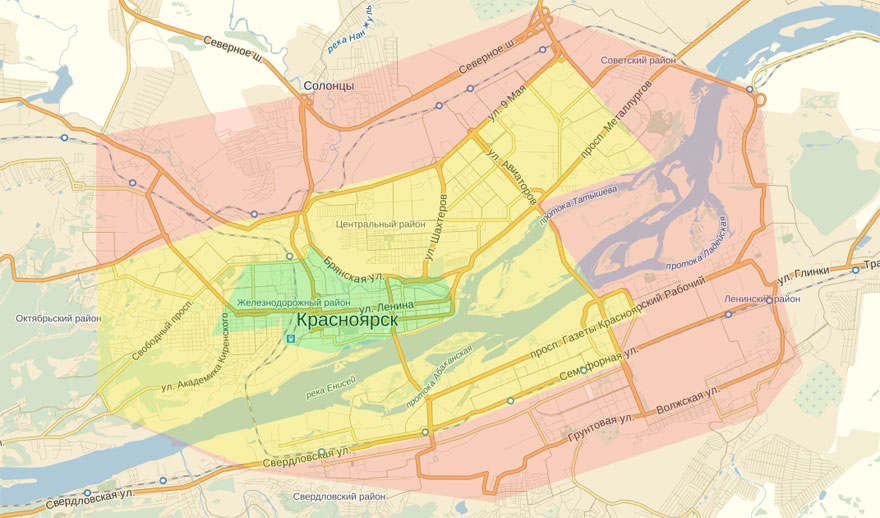 река Нанжуль
Северное ш.
Северное ш.
Советский район
Солонцы
ул. 9 Мая
просп. Металлургов
ул. Авиаторов
протока Татышева
Центральный район
ул. Шахтеров
протока Ладейская
Брянская ул.
ул. Глинки
Тра
Железнодорожный район
ул. Ленина
Ленинский район
Октябрьский район
Красноярск
просп. Газеты Красноярский Рабочий
Свободный просп.
ул. Академика Киренского
Семафорная ул.
река Енисей
протока Абаканская
Волжская ул.
Грунтовая ул.
Свердловская ул.
Свердловская ул.
Свердловский район